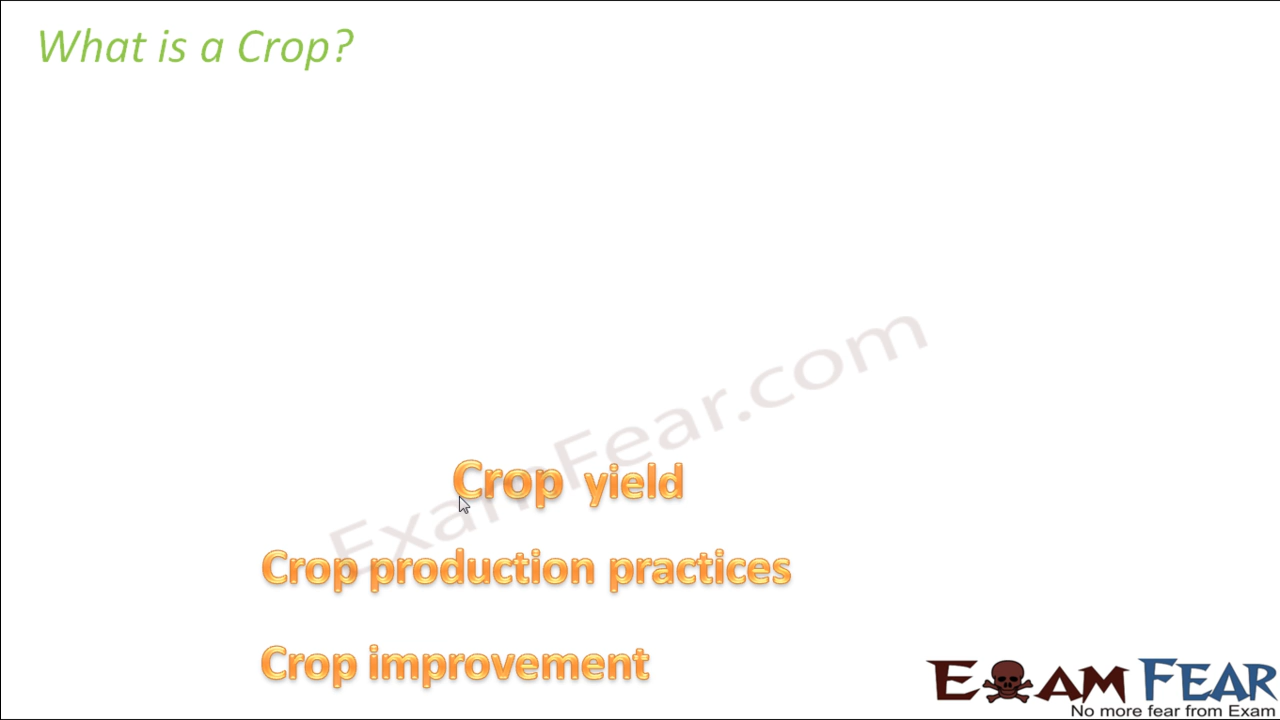 What is a Crop?
ExamFear.com
Crop yield
Crop production practices
Crop improvement
EXAM FEAR
No more fear from Exam